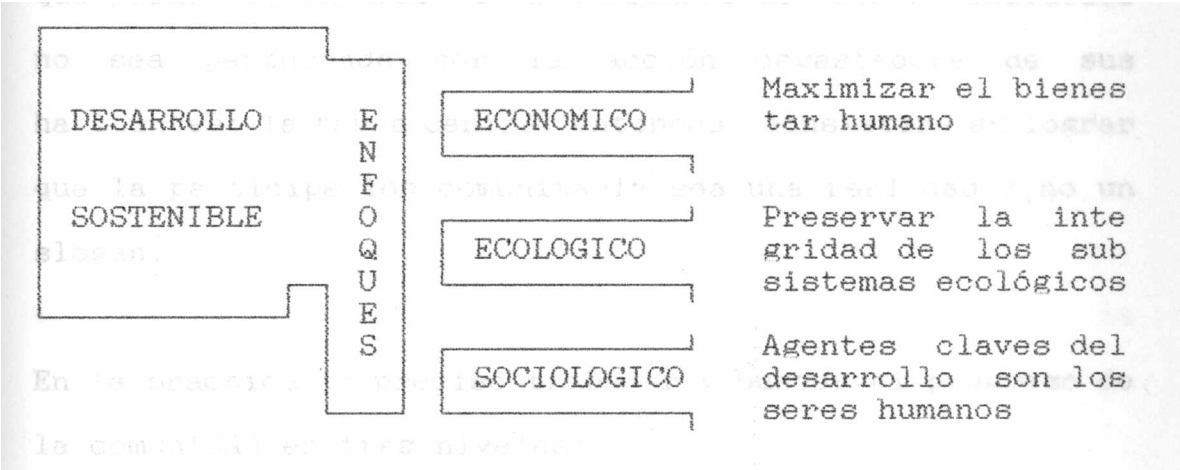 DESARROLLO
SOSTENIBLE
ENFOQUES
ECONOMICO
Maximizar el bienes
tar humano
ECOLOGICO
Preservar la inte
gridad de los sub
sistemas ecológicos
SOCIOLOGICO
Agentes claves del
desarrollo son los
seres humanos